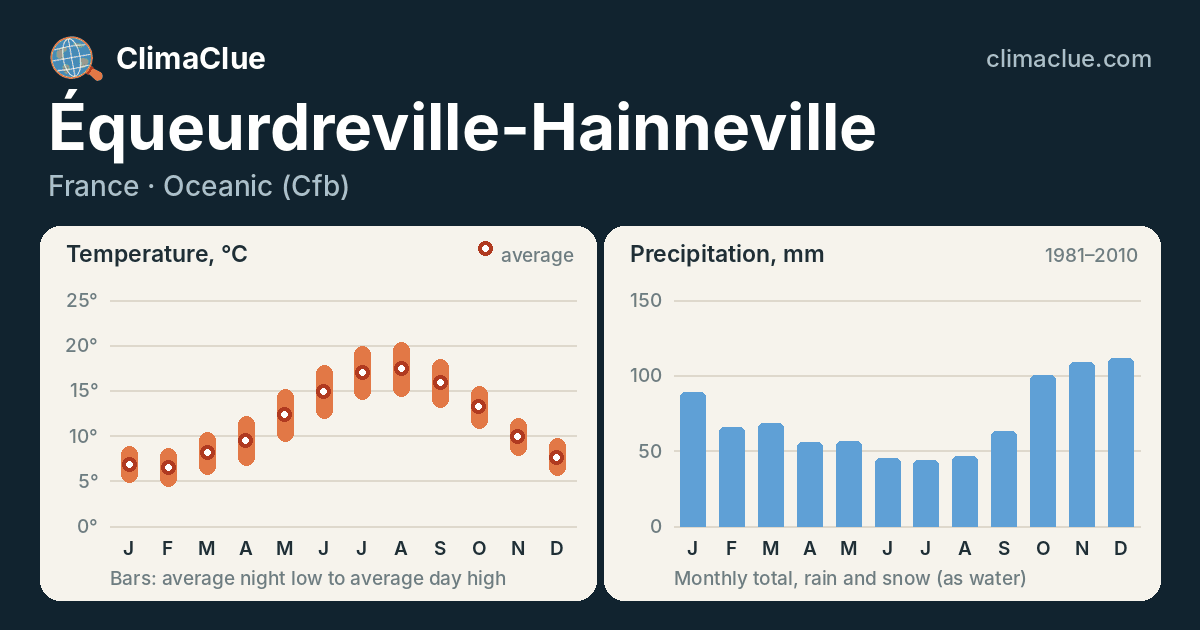 ClimaClue
climaclue.com
Équeurdreville-Hainneville
France · Oceanic (Cfb)
Temperature, °C
average
25°
20°
15°
10°
5°
0°
J F M A M J J A S O N D
Bars: average night low to average day high
Precipitation, mm
1981–2010
150
100
50
0
J F M A M J J A S O N D
Monthly total, rain and snow (as water)